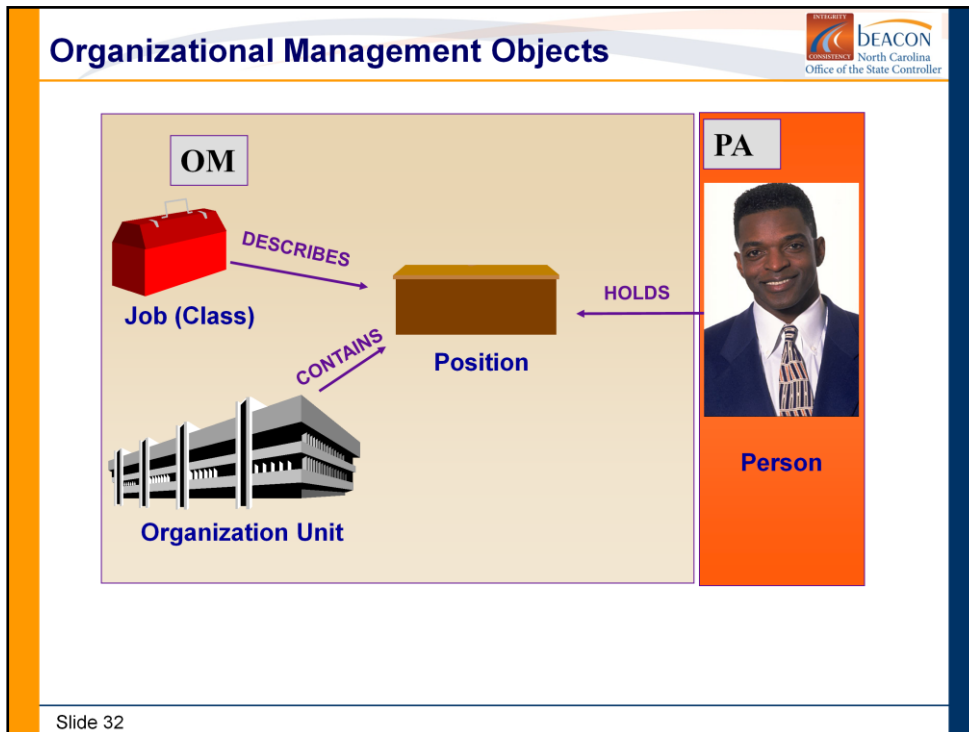 Organizational Management Objects
INTEGRITY
CONSISTENCY
BEACON
North Carolina
Office of the State Controller
OM
PA
DESCRIBES
Job (Class)
HOLDS
CONTAINS
Position
Person
Organization Unit
Slide 32